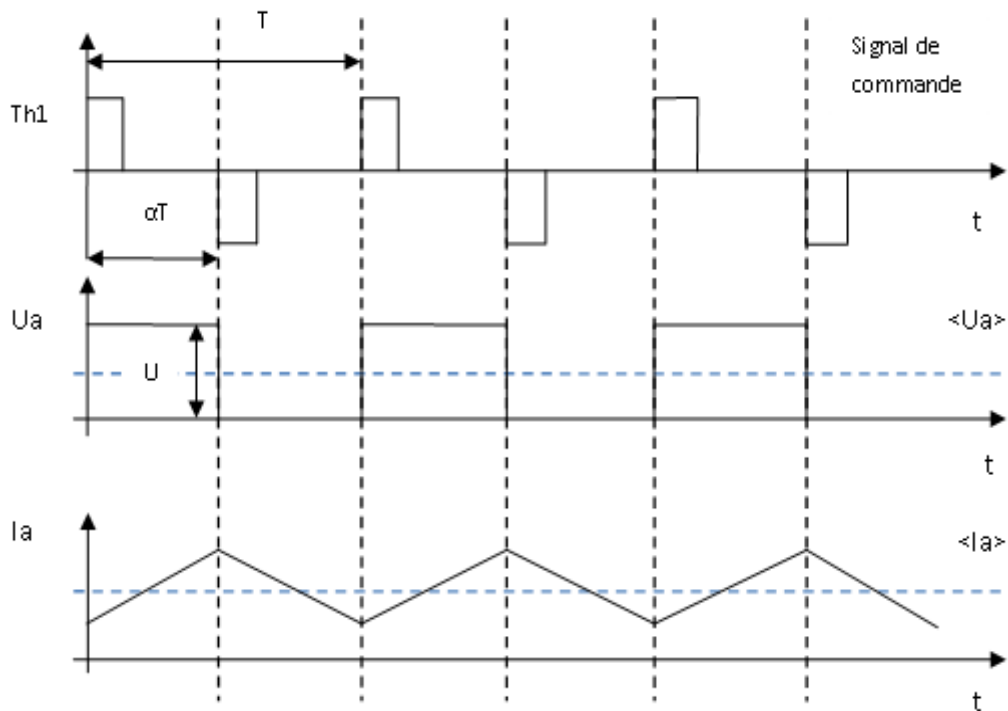 T
Signal de
commande
Th1
αT
t
Ua
<Ua>
U
t
Ia
<Ia>
t